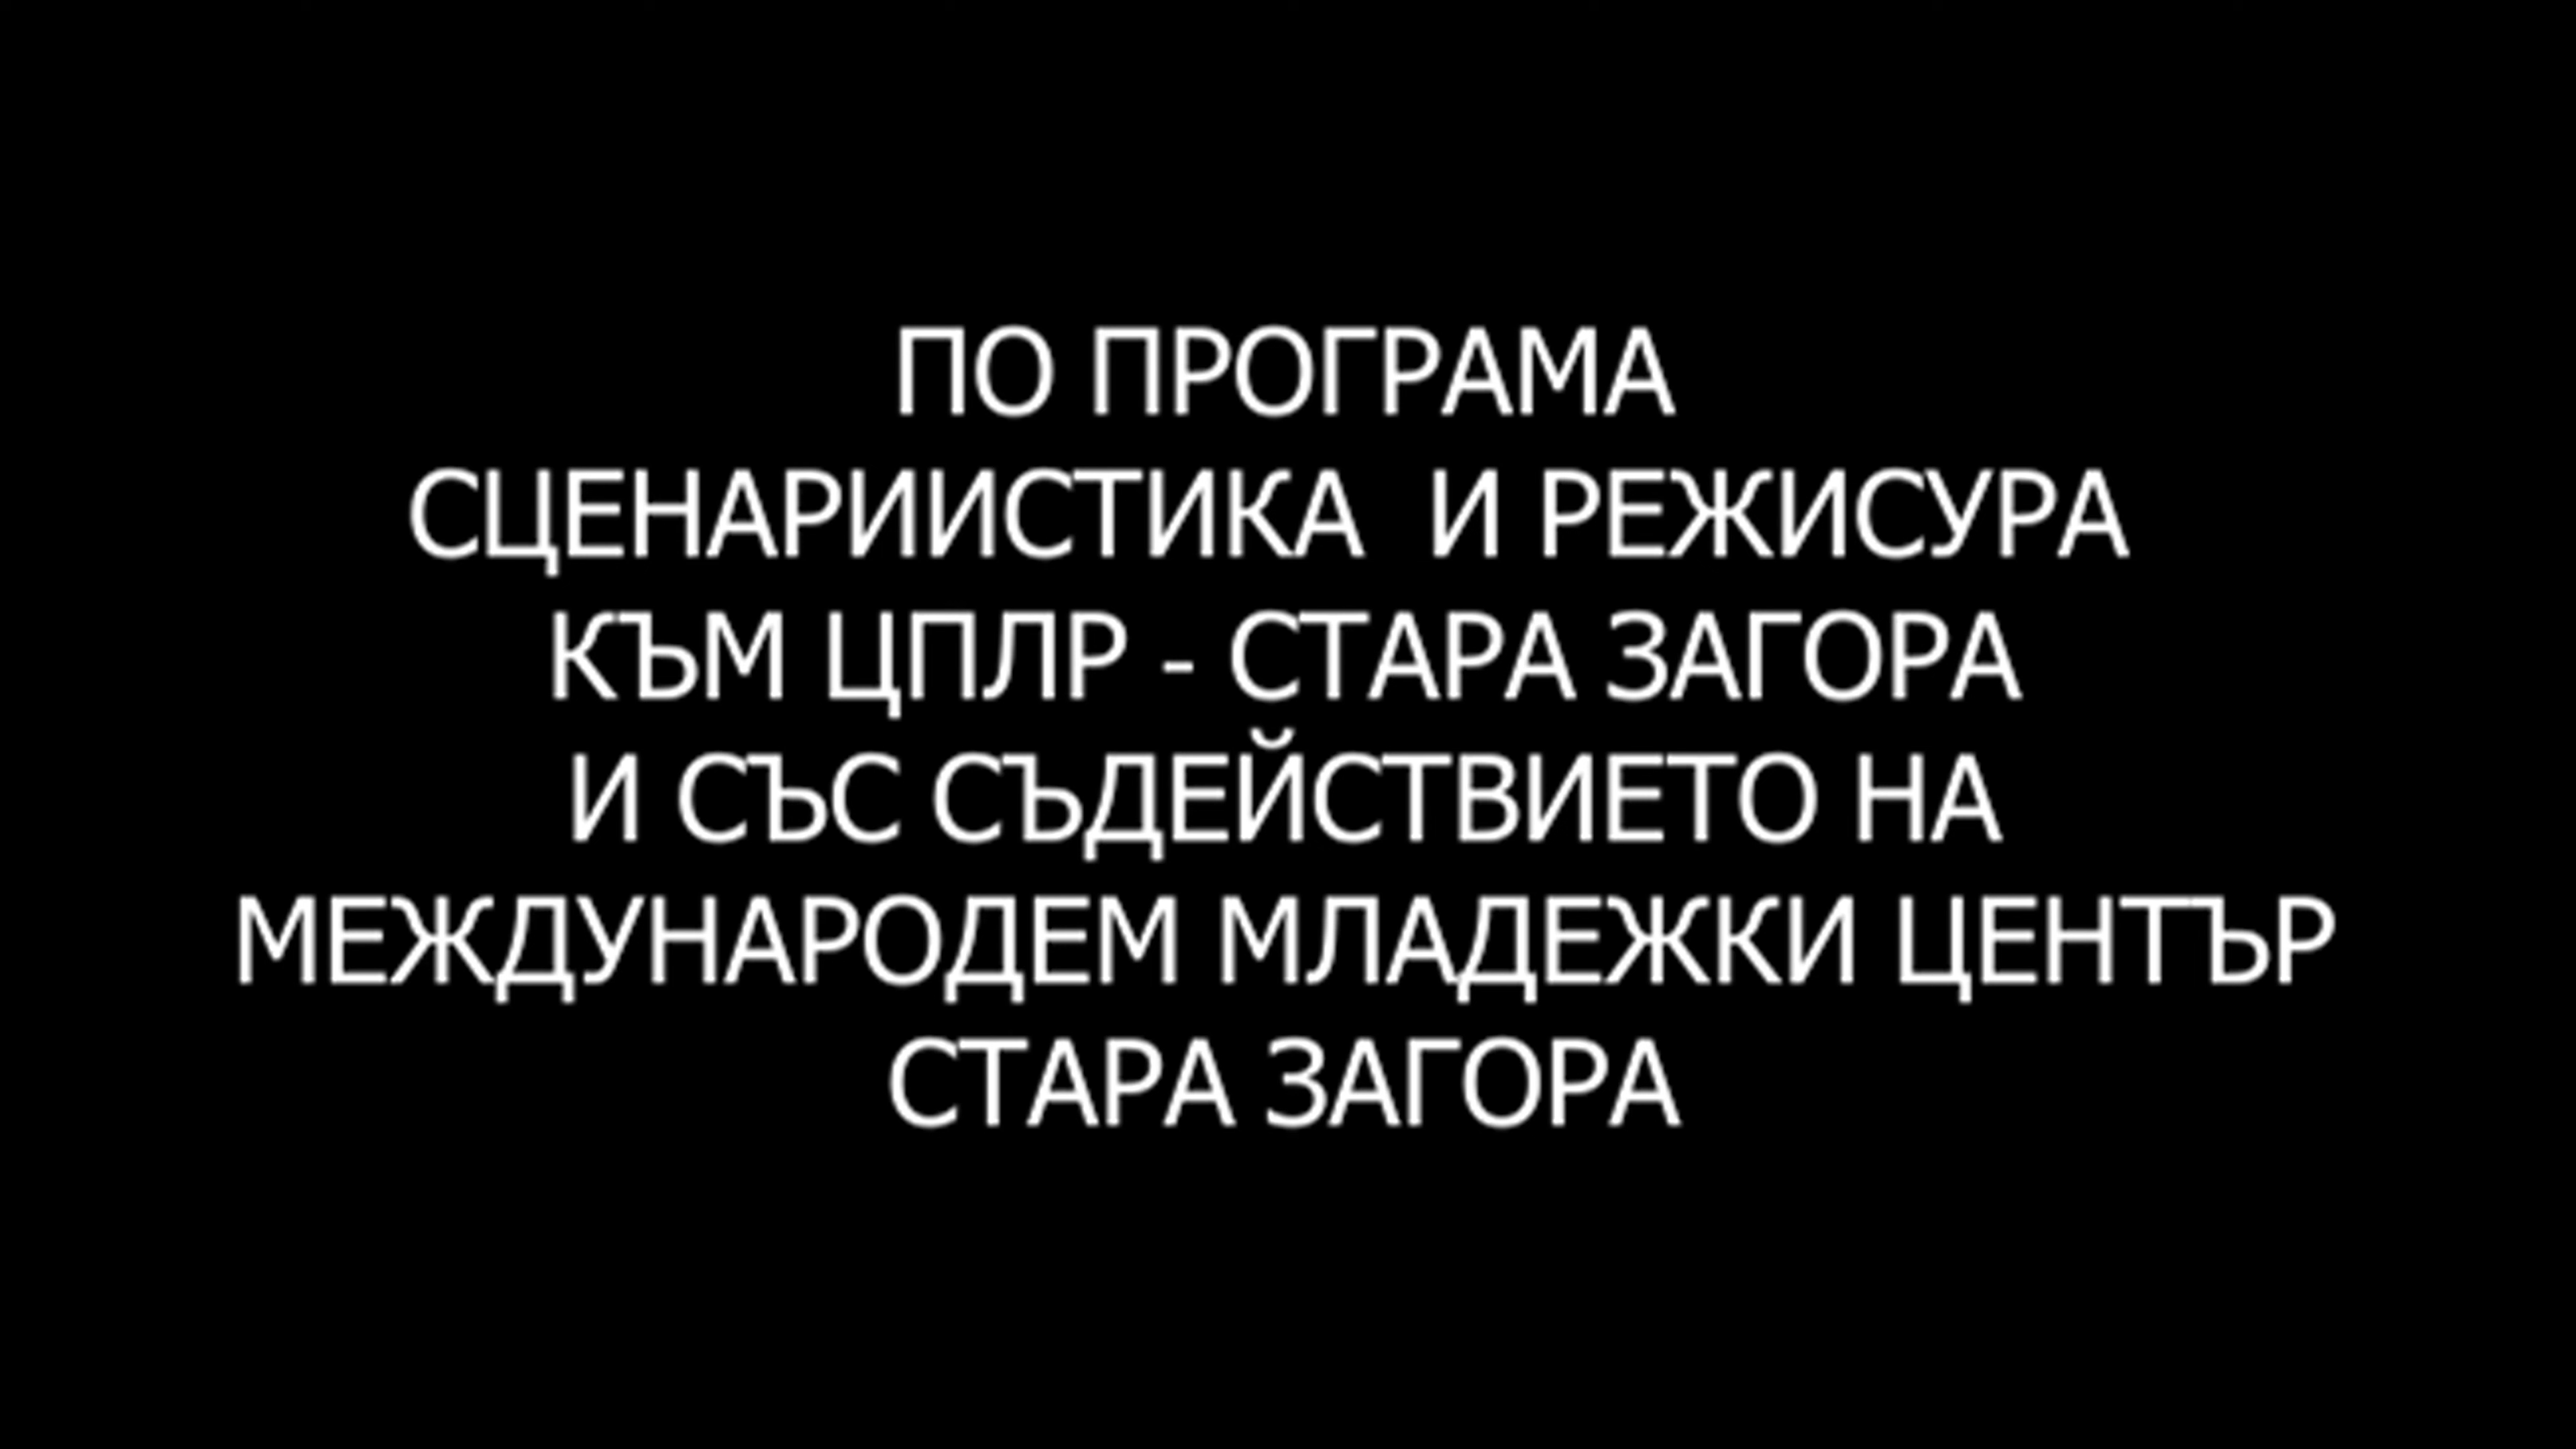 ПО ПРОГРАМА
СЦЕНАРИИСТИКА  И РЕЖИСУРА
КЪМ ЦПЛР - СТАРА ЗАГОРА
И СЪС СЪДЕЙСТВИЕТО НА
МЕЖДУНАРОДЕМ МЛАДЕЖКИ ЦЕНТЪР
СТАРА ЗАГОРА